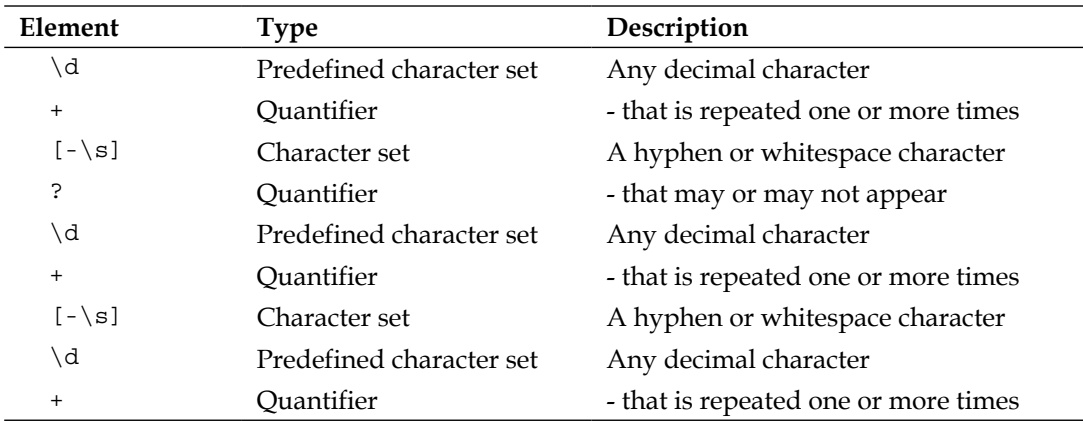 Element Type Description
\d Predefined character set Any decimal character
+ Quantifier - that is repeated one or more times
[-\s] Character set A hyphen or whitespace character
? Quantifier - that may or may not appear
\d Predefined character set Any decimal character
+ Quantifier - that is repeated one or more times
[-\s] Character set A hyphen or whitespace character
\d Predefined character set Any decimal character
+ Quantifier - that is repeated one or more times